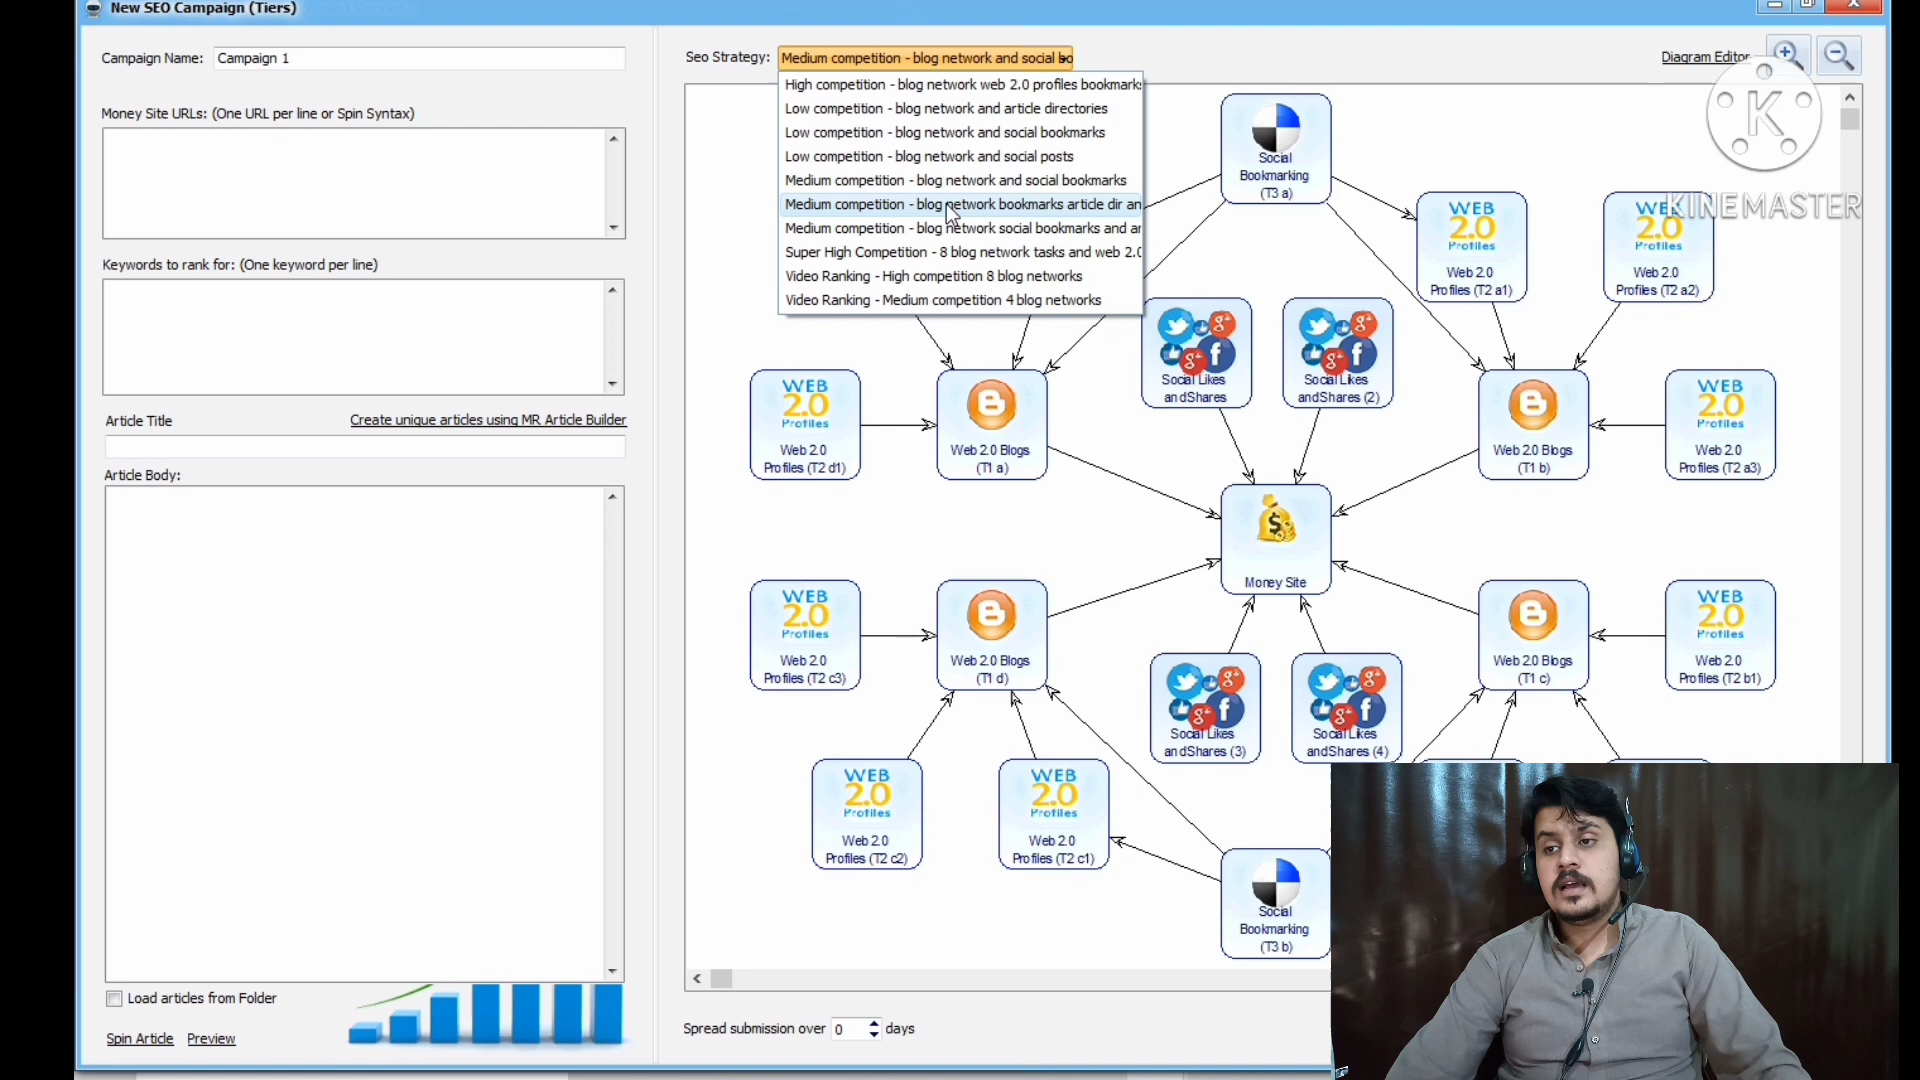 New SEO Campaign (Tiers)
Campaign Name:
Campaign 1
Money Site URLs: (One URL per line or Spin Syntax)
Keywords to rank for: (One keyword per line)
Article Title
Create unique articles using MR Article Builder
Article Body:
Load articles from Folder
Spin Article
Preview
Seo Strategy:
Medium competition - blog network and social bo
High competition - blog network web 2.0 profiles bookmark
Low competition - blog network and article directories
Low competition - blog network and social bookmarks
Low competition - blog network and social posts
Medium competition - blog network and social bookmarks
Medium competition - blog network bookmarks article dir an
Medium competition - blog network social bookmarks and ar
Super High Competition - 8 blog network tasks and web 2.0
Video Ranking - High competition 8 blog networks
Video Ranking - Medium competition 4 blog networks
Diagram Editor
K
KINEMASTER
Social
Bookmarking
(T3 a)
WEB
2.0
Profiles
Web 2.0
Profiles (T2 a1)
WEB
2.0
Profiles
Web 2.0
Profiles (T2 a2)
Social Likes
andShares
Social Likes
andShares (2)
WEB
2.0
Profiles
Web 2.0
Profiles (T2 d1)
Web 2.0 Blogs
(T1 a)
Web 2.0 Blogs
(T1 b)
WEB
2.0
Profiles
Web 2.0
Profiles (T2 a3)
Money Site
WEB
2.0
Profiles
Web 2.0
Profiles (T2 c3)
Web 2.0 Blogs
(T1 d)
Web 2.0 Blogs
(T1 c)
WEB
2.0
Profiles
Web 2.0
Profiles (T2 b1)
Social Likes
andShares (3)
Social Likes
andShares (4)
WEB
2.0
Profiles
Web 2.0
Profiles (T2 c2)
WEB
2.0
Profiles
Web 2.0
Profiles (T2 c1)
Social
Bookmarking
(T3 b)
Spread submission over 0 days